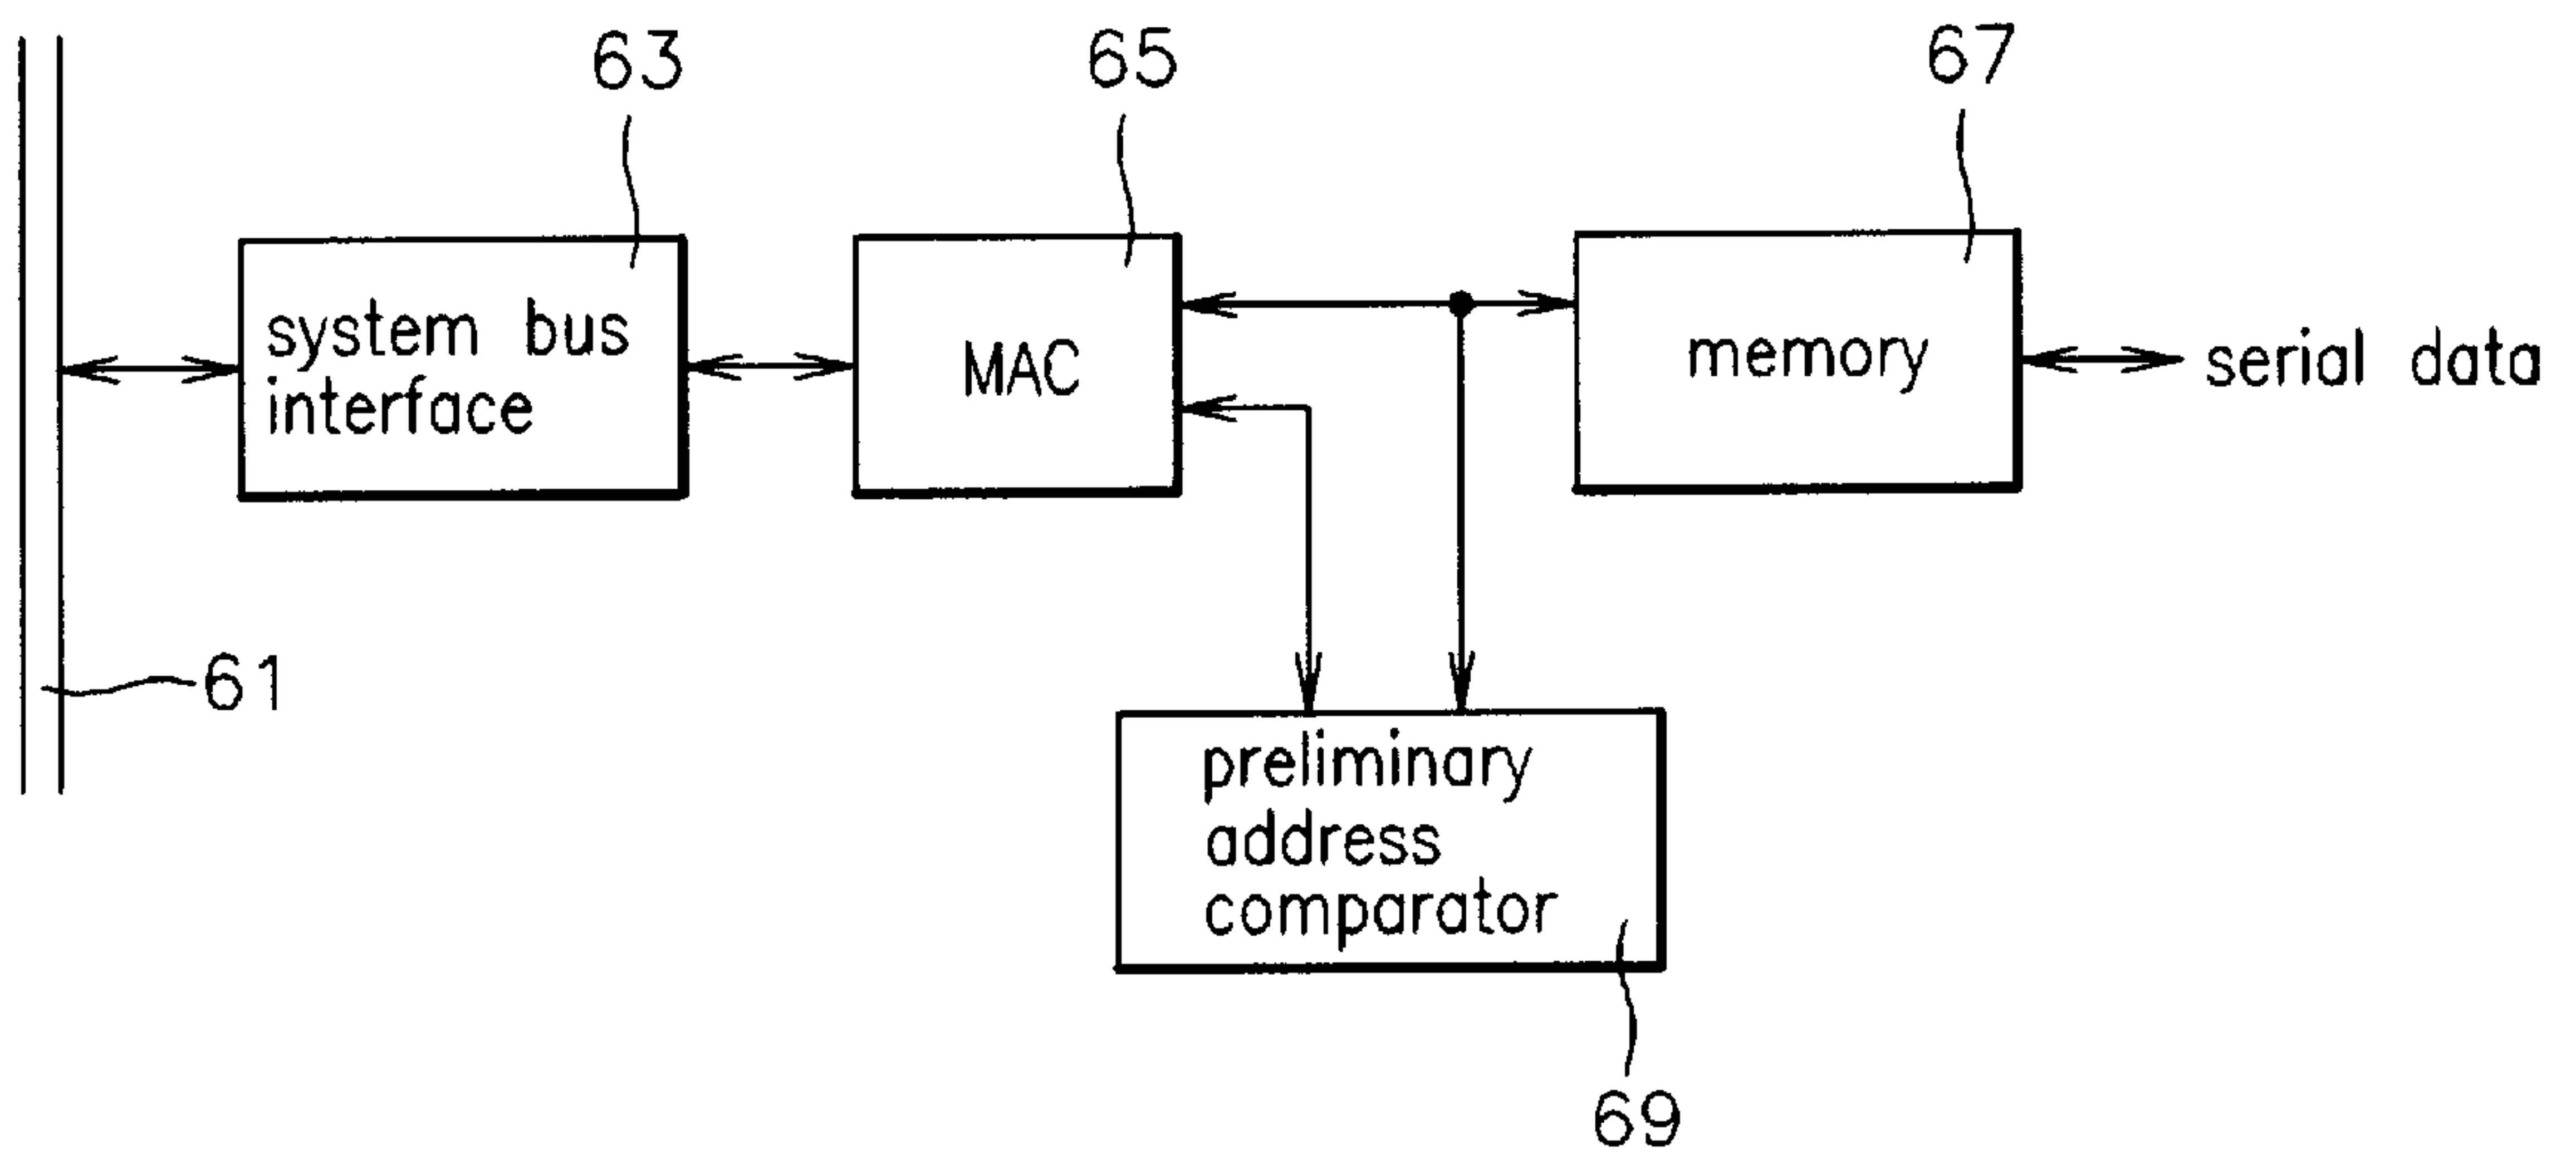 63
65
67
system bus
interface
MAC
memory
serial data
61
preliminary
address
comparator
69